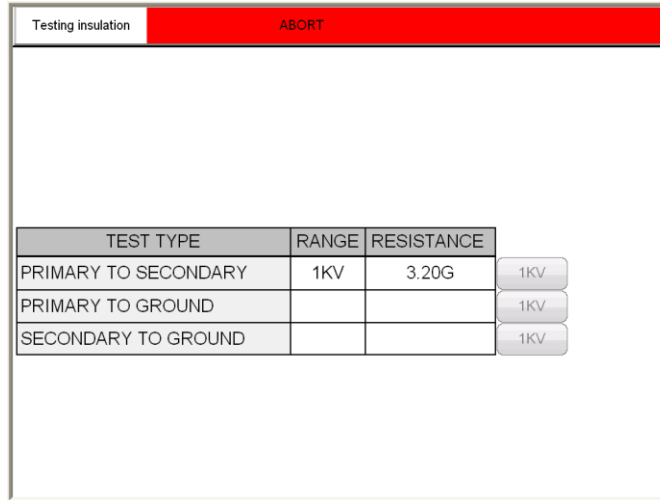 Testing insulation ABORT
TEST TYPE RANGE RESISTANCE
PRIMARY TO SECONDARY 1KV 3.20G 1KV
PRIMARY TO GROUND 1KV
SECONDARY TO GROUND 1KV